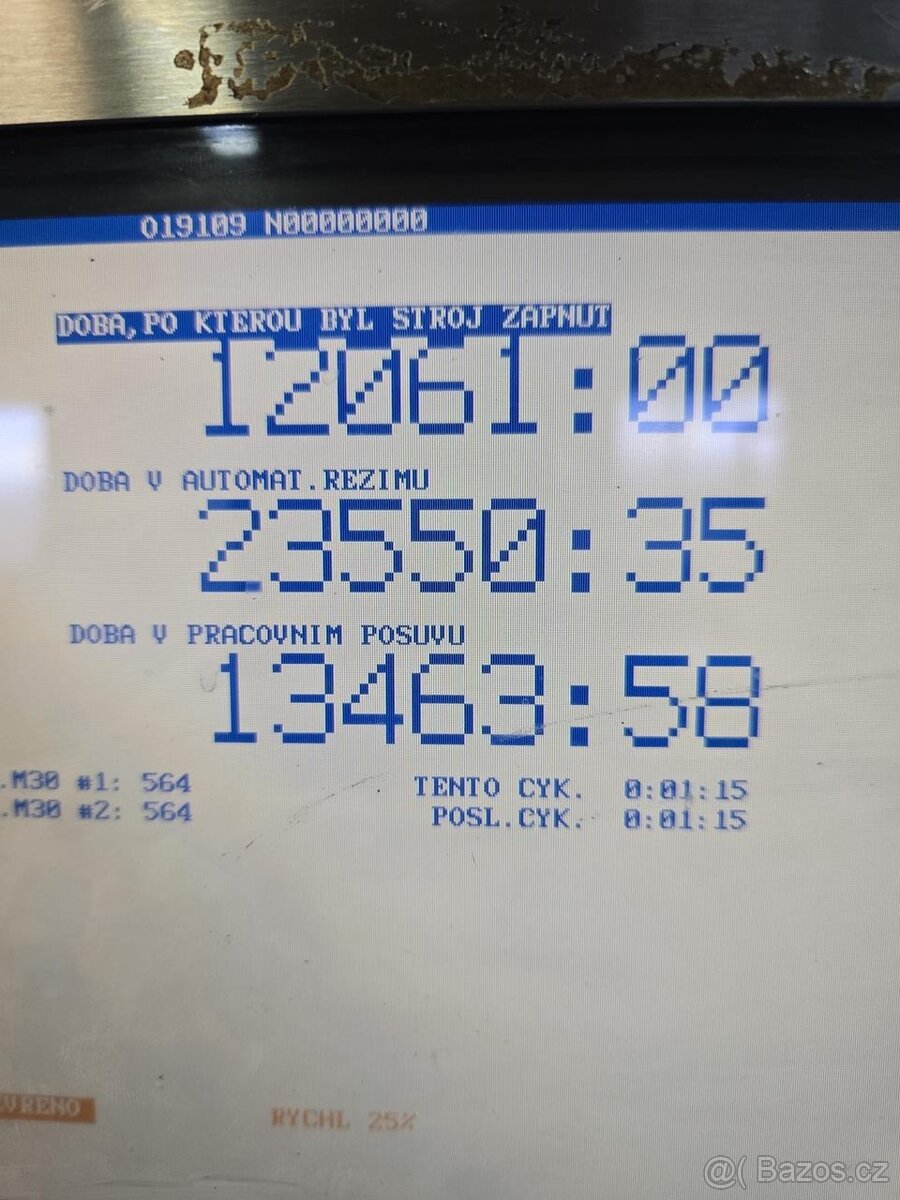 O19109 N00000000
DOBA,PO KTEROU BYL STROJ ZAPNUT
12061:00
DOBA V AUTOMAT.REZIMU
23550:35
DOBA V PRACOVNIM POSUVU
13463:58
.M30 #1: 564 TENTO CYK. 0:01:15
.M30 #2: 564 POSL.CYK. 0:01:15
VRENO RYCHL 25%
@( Bazos.cz